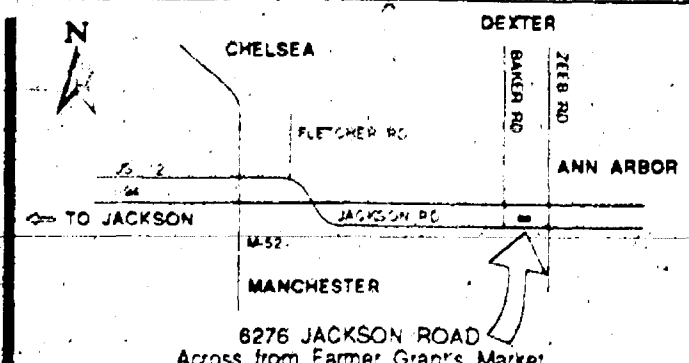 DEXTER
N
CHELSEA
BAKER RD
ZEEB RD
FLETCHER RD
ANN ARBOR
TO JACKSON
JACKSON RD
M-52
MANCHESTER
6276 JACKSON ROAD
Across from Farmer Grant's Market